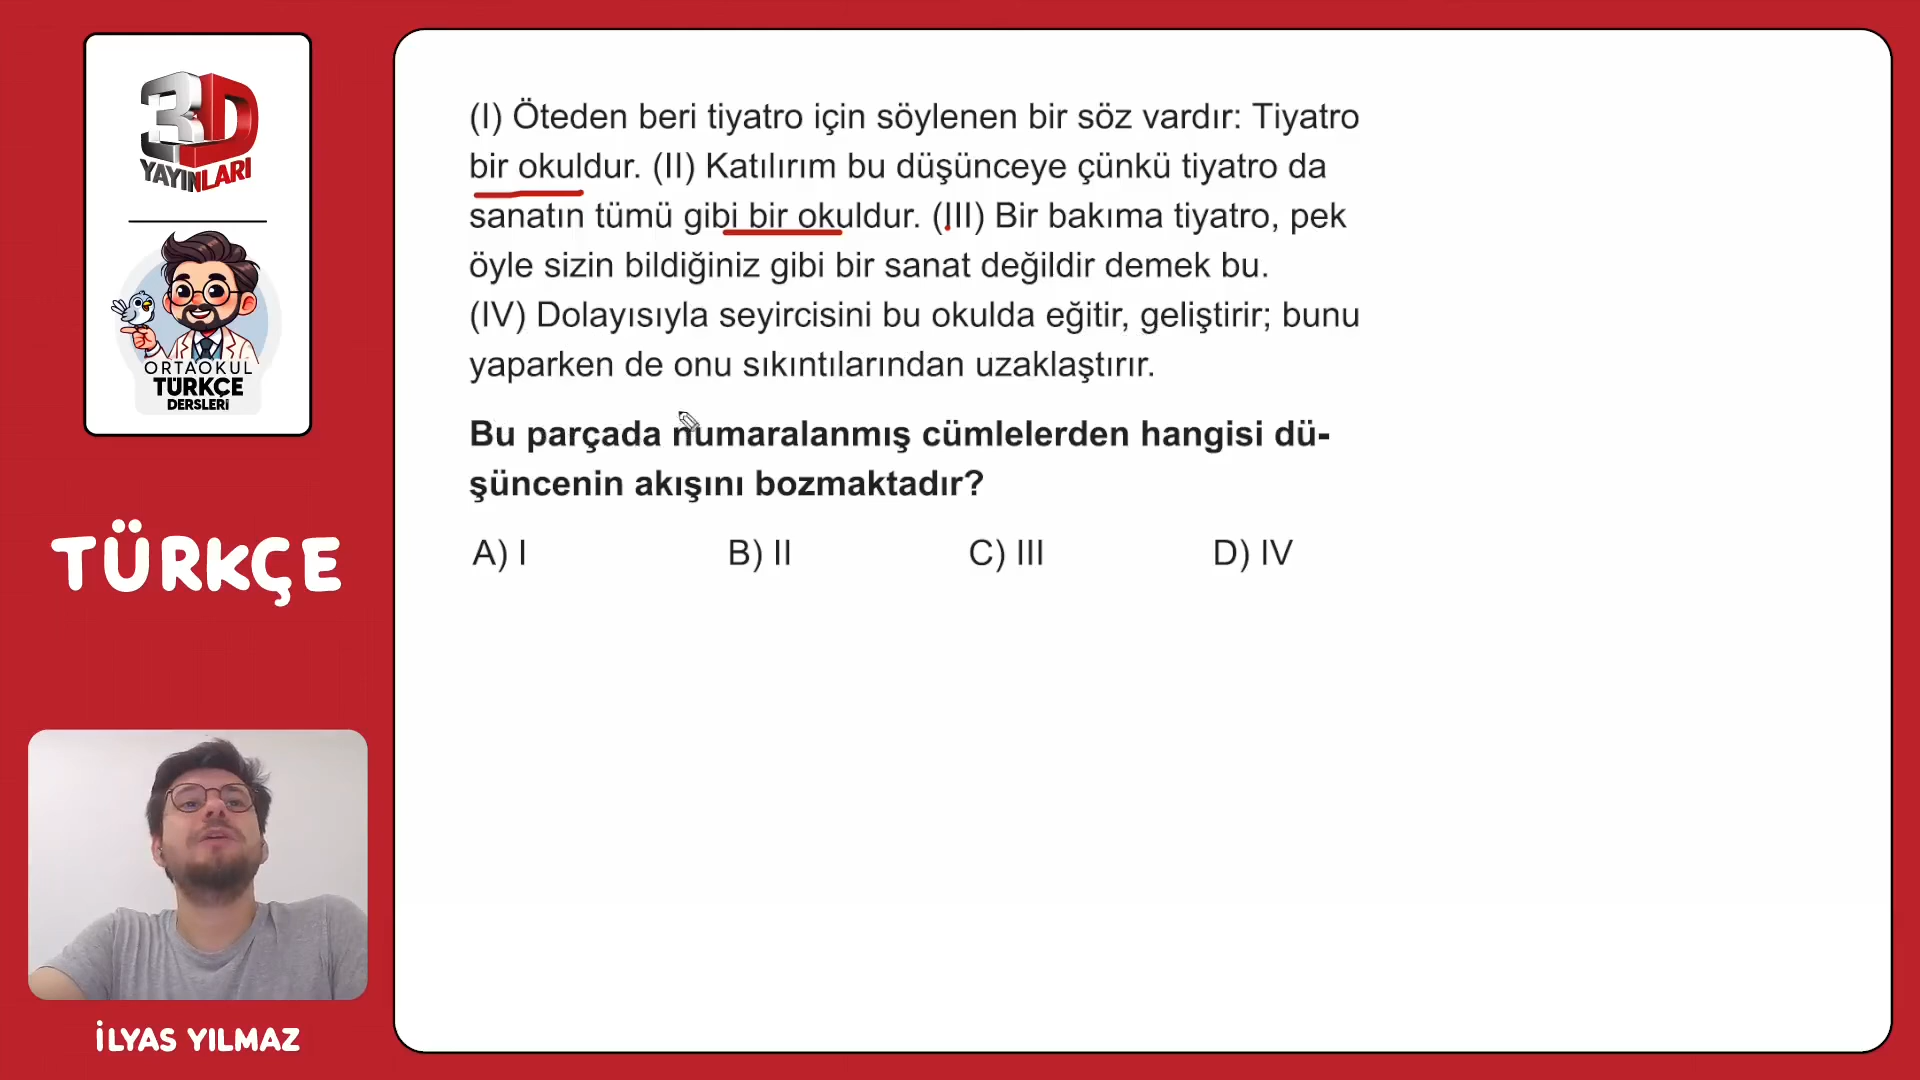 3D
YAYINLARI
ORTAOKUL
TÜRKÇE
DERSLERİ
TÜRKÇE
İLYAS YILMAZ
(I) Öteden beri tiyatro için söylenen bir söz vardır: Tiyatro
bir okuldur. (II) Katılırım bu düşünceye çünkü tiyatro da
sanatın tümü gibi bir okuldur. (III) Bir bakıma tiyatro, pek
öyle sizin bildiğiniz gibi bir sanat değildir demek bu.
(IV) Dolayısıyla seyircisini bu okulda eğitir, geliştirir; bunu
yaparken de onu sıkıntılarından uzaklaştırır.
Bu parçada numaralanmış cümlelerden hangisi dü-
şüncenin akışını bozmaktadır?
A) I B) II C) III D) IV